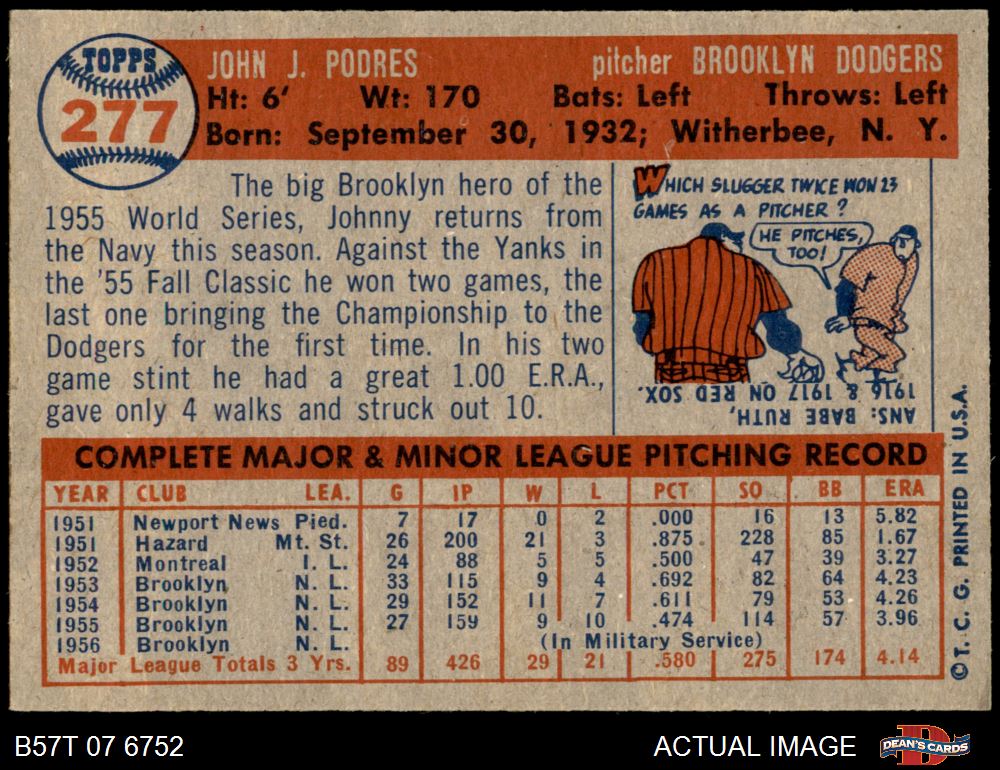 TOPPS
277
JOHN J. PODRES pitcher BROOKLYN DODGERS
Ht: 6' Wt: 170 Bats: Left Throws: Left
Born: September 30, 1932; Witherbee, N. Y.
The big Brooklyn hero of the
1955 World Series, Johnny returns from
the Navy this season. Against the Yanks in
the '55 Fall Classic he won two games, the
last one bringing the Championship to the
Dodgers for the first time. In his two
game stint he had a great 1.00 E.R.A.,
gave only 4 walks and struck out 10.
WHICH SLUGGER TWICE WON 23
GAMES AS A PITCHER?
HE PITCHES,
TOO!
ANS: BABE RUTH,
1916 & 1917 ON RED SOX.
COMPLETE MAJOR & MINOR LEAGUE PITCHING RECORD
YEAR CLUB LEA. G IP W L PCT SO BB ERA
1951 Newport News Pied. 7 17 0 2 .000 16 13 5.82
1951 Hazard Mt. St. 26 200 21 3 .875 228 85 1.67
1952 Montreal I. L. 24 88 5 5 .500 47 39 3.27
1953 Brooklyn N. L. 33 115 9 4 .692 82 64 4.23
1954 Brooklyn N. L. 29 152 11 7 .611 79 53 4.26
1955 Brooklyn N. L. 27 159 9 10 .474 114 57 3.96
1956 Brooklyn N. L. (In Military Service)
Major League Totals 3 Yrs. 89 426 29 21 .580 275 174 4.14
©T. C. G. PRINTED IN U.S.A.
B57T 07 6752 ACTUAL IMAGE
D
DEAN'S CARDS